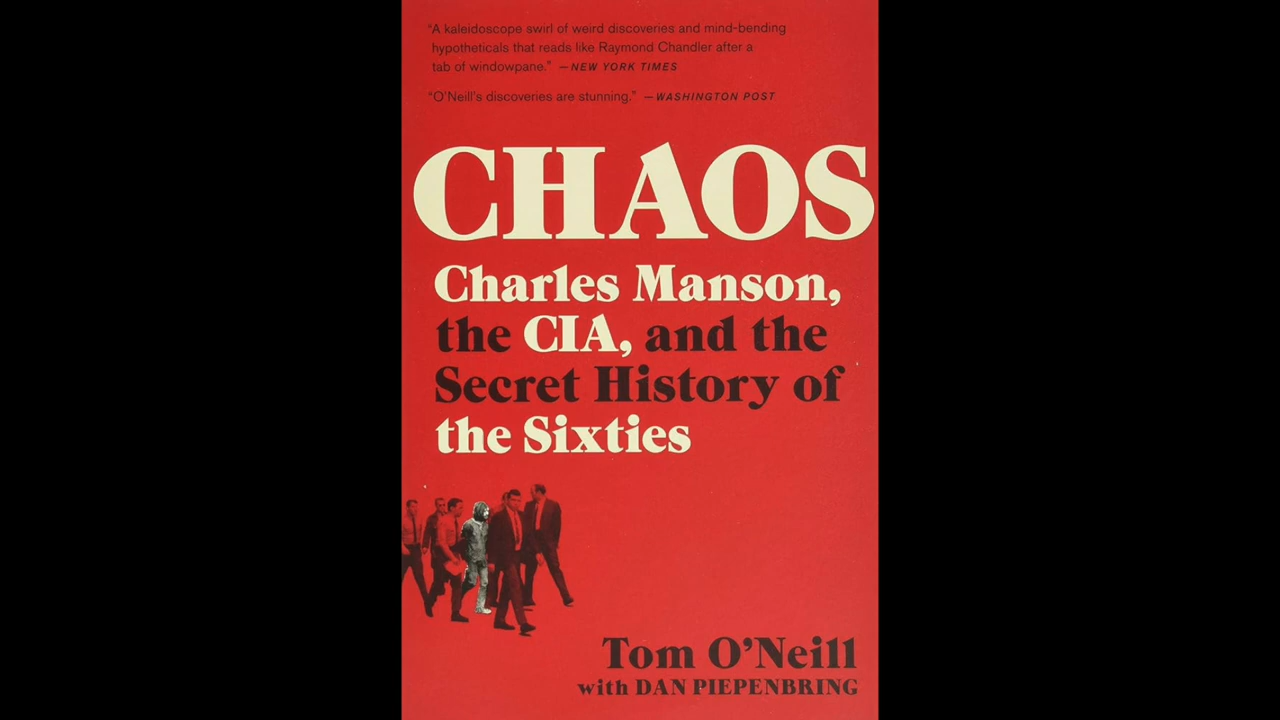 “A kaleidoscope swirl of weird discoveries and mind-bending
hypotheticals that reads like Raymond Chandler after a
tab of windowpane.” —NEW YORK TIMES
“O’Neill’s discoveries are stunning.” —WASHINGTON POST
CHAOS
Charles Manson,
the CIA, and the
Secret History of
the Sixties
Tom O’Neill
with DAN PIEPENBRING